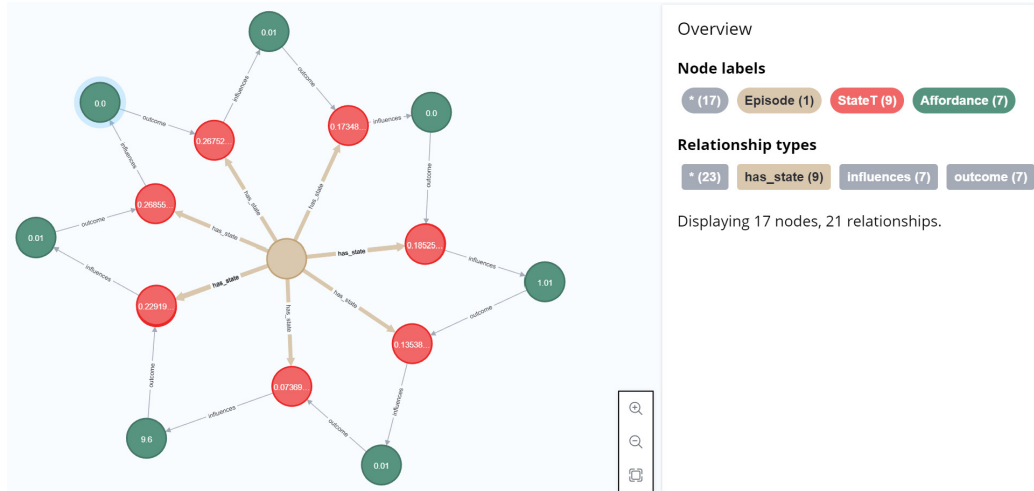 Overview
Node labels
* (17) Episode (1) StateT (9) Affordance (7)
Relationship types
* (23) has_state (9) influences (7) outcome (7)
Displaying 17 nodes, 21 relationships.
0.01
influences
outcome
0.0
outcome
0.26752...
0.17348...
influences
0.0
influences
has_state
has_state
outcome
0.26855...
outcome
has_state
0.01
has_state
0.18525...
influences
influences
has_state
0.22919...
has_state
has_state
1.01
outcome
outcome
0.13538...
0.07369...
influences
influences
outcome
9.6
0.01